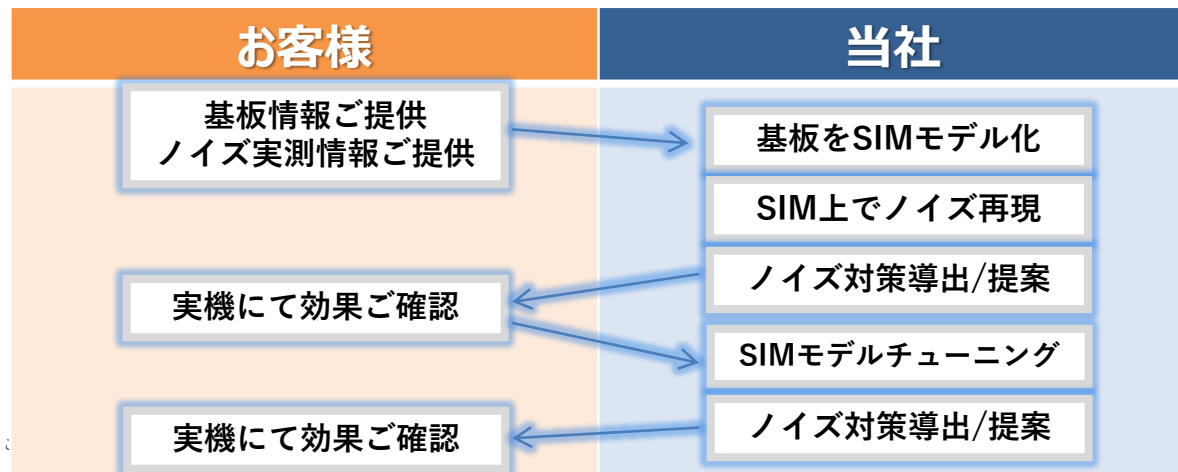 お客様
当社
基板情報ご提供
ノイズ実測情報ご提供
基板をSIMモデル化
SIM上でノイズ再現
ノイズ対策導出/提案
実機にて効果ご確認
SIMモデルチューニング
ノイズ対策導出/提案
実機にて効果ご確認